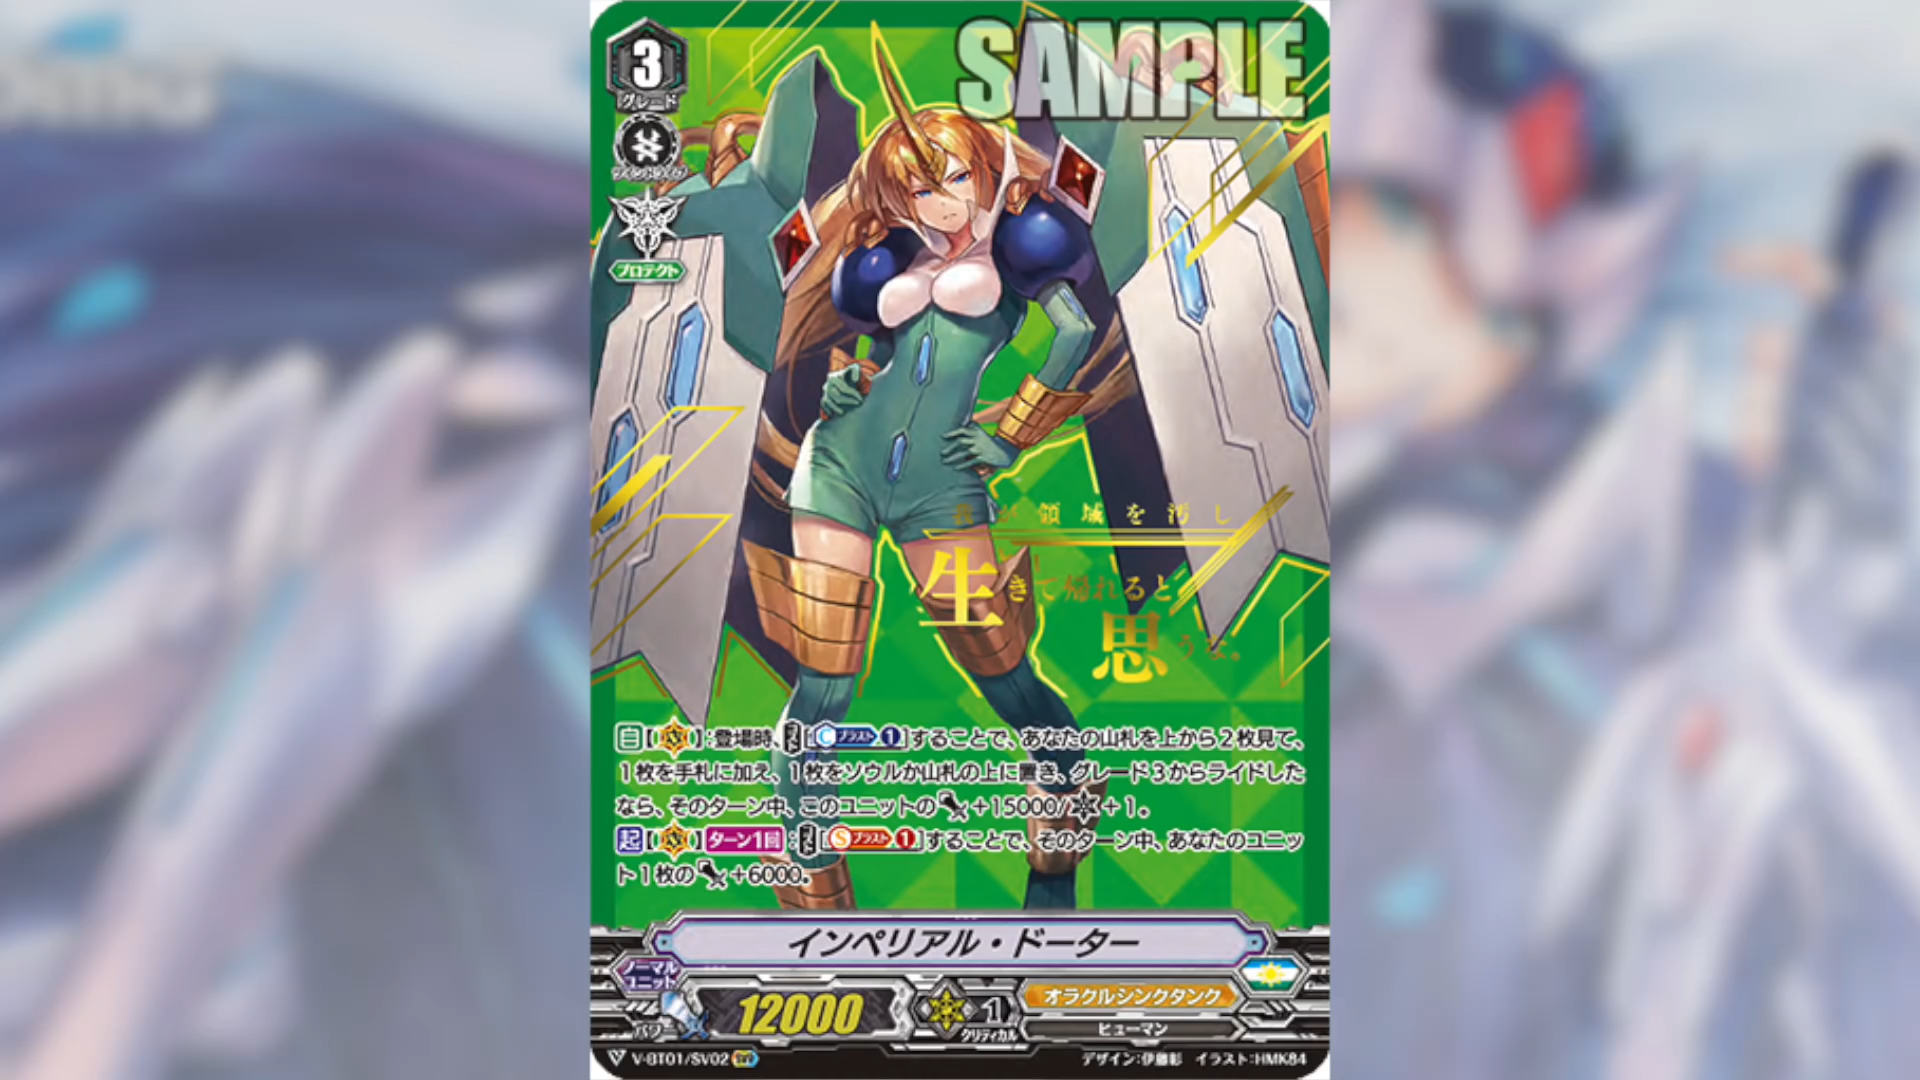 SAMPLE
3
グレード
ツインドライブ
プロテクト
我が領域を汚し
生きて帰れると
思うな。
自【】:登場時、コスト[Cブラスト1]することで、あなたの山札を上から2枚見て、
1枚を手札に加え、1枚をソウルか山札の上に置き、グレード3からライドした
なら、そのターン中、このユニットの+15000/+1。
起【】ターン1回:コスト[Sブラスト1]することで、そのターン中、あなたのユニッ
ト1枚の+6000。
インペリアル・ドーター
ノーマル
ユニット
パワー
12000
1
クリティカル
オラクルシンクタンク
ヒューマン
V-BT01/SV02 SVR
デザイン:伊藤彰 イラスト:HMK84